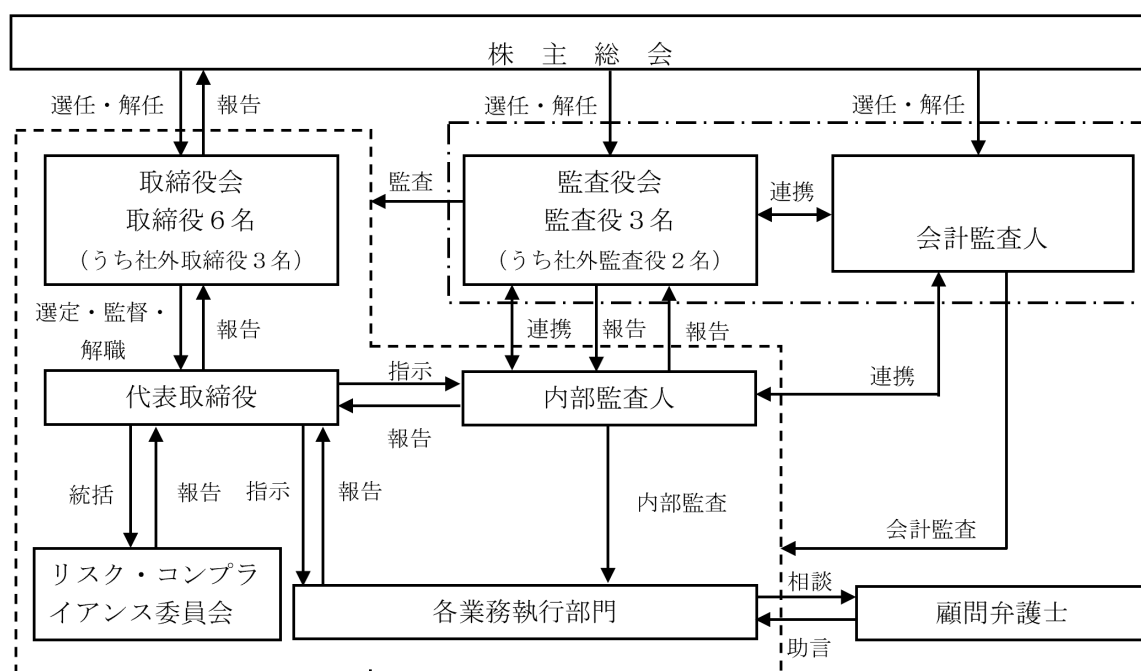 株 主 総 会
選任・解任
報告
選任・解任
選任・解任
取締役会
取締役６名
（うち社外取締役３名）
監査
監査役会
監査役３名
（うち社外監査役２名）
連携
会計監査人
選定・監督・
解職
報告
連携
報告
報告
代表取締役
指示
報告
内部監査人
連携
統括
報告
指示
報告
内部監査
会計監査
リスク・コンプラ
イアンス委員会
各業務執行部門
相談
助言
顧問弁護士